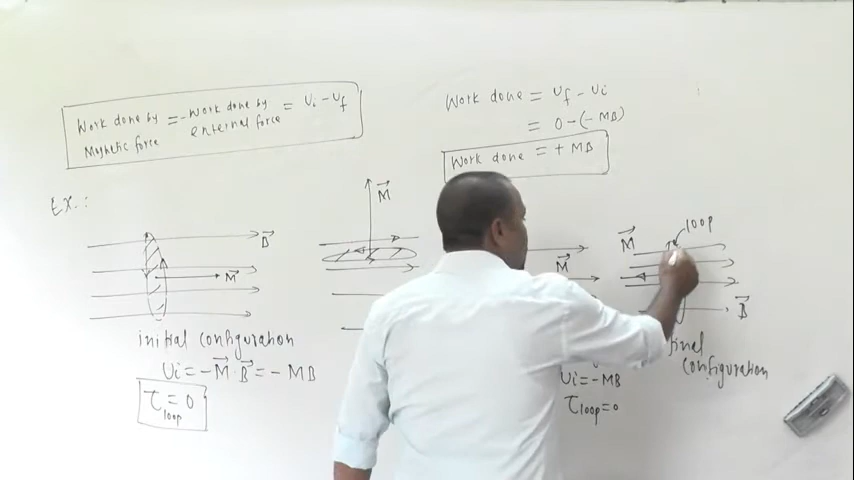 Work done by
Magnetic force
= - Work done by
external force
= Ui - Uf
Work done = Uf - Ui
= 0 - (- MB)
Work done = + MB
Ex.:
B
M
initial configuration
Ui = - M . B = - MB
τloop = 0
M
M
Ui = - MB
τloop = 0
loop
M
B
final
configuration